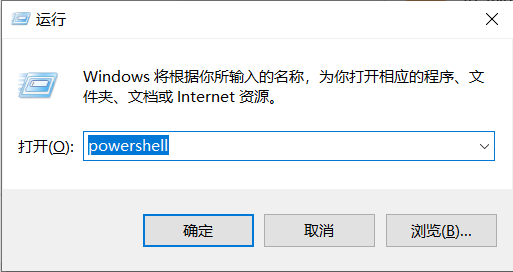 运行
Windows 将根据你所输入的名称，为你打开相应的程序、文
件夹、文档或 Internet 资源。
打开(O): powershell
确定 取消 浏览(B)...